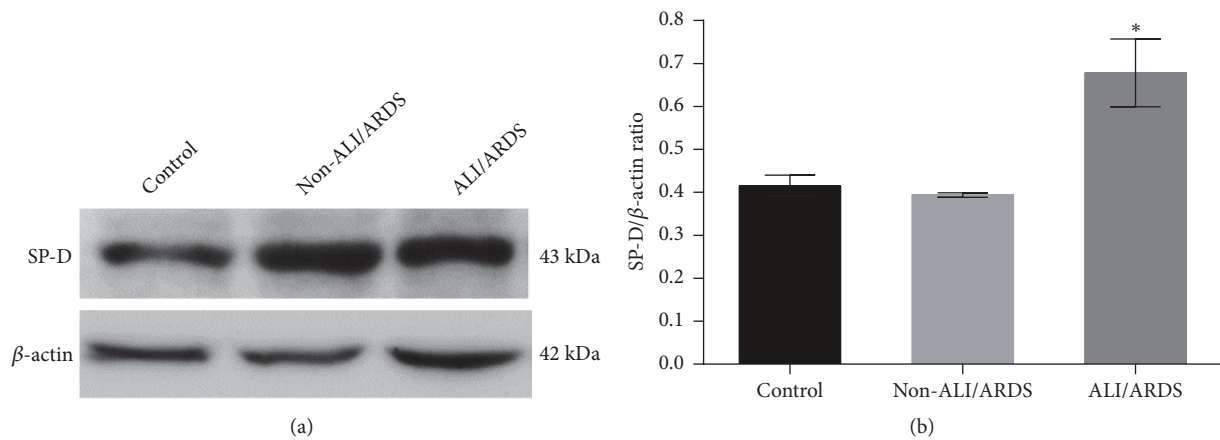 Control
Non-ALI/ARDS
ALI/ARDS
SP-D
43 kDa
β-actin
42 kDa
(a)
SP-D/β-actin ratio
0.8
0.7
0.6
0.5
0.4
0.3
0.2
0.1
0.0
*
Control
Non-ALI/ARDS
ALI/ARDS
(b)